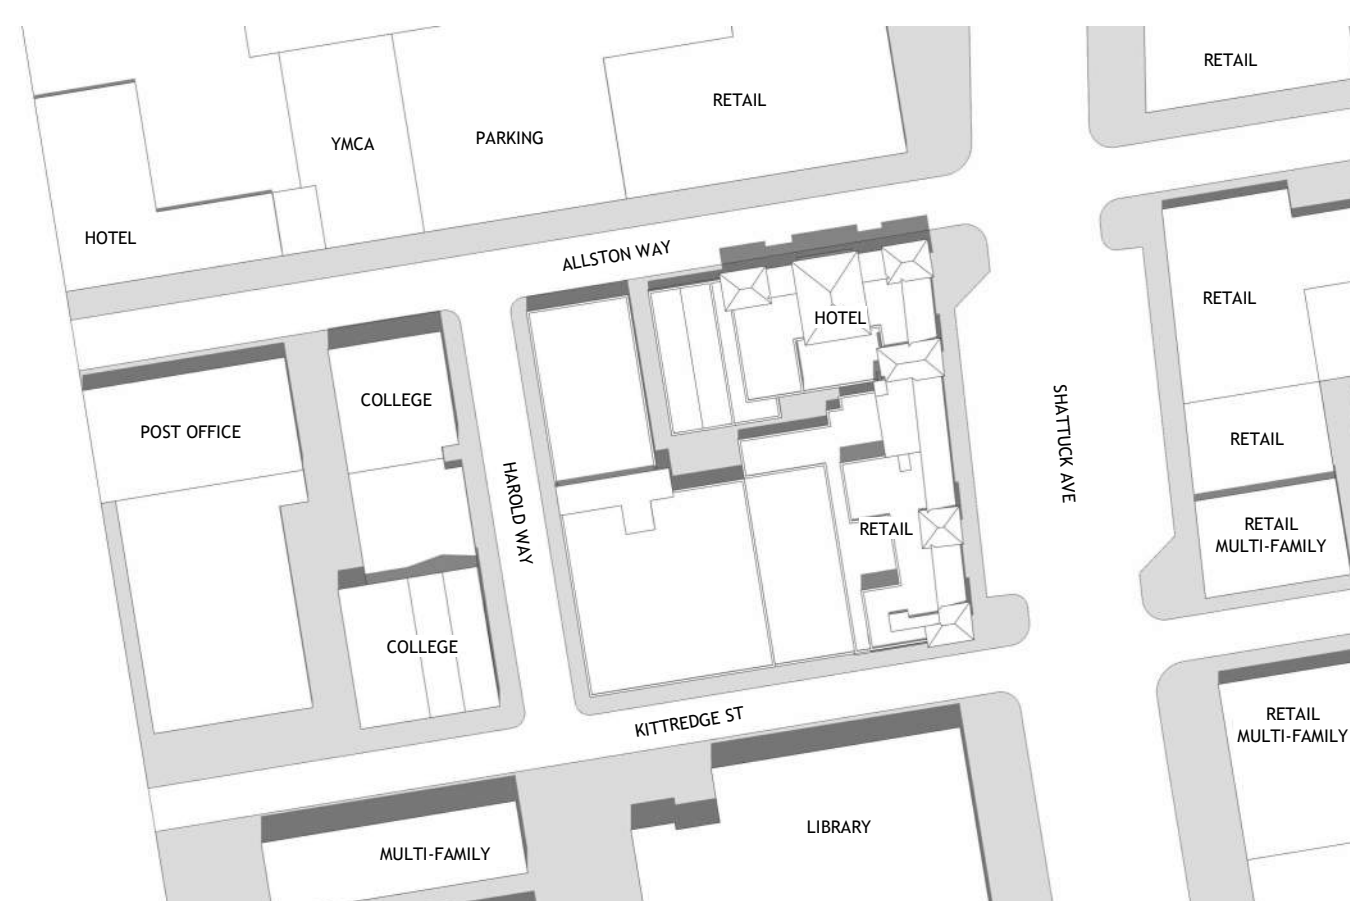 RETAIL
RETAIL
YMCA
PARKING
HOTEL
ALLSTON WAY
HOTEL
RETAIL
COLLEGE
POST OFFICE
SHATTUCK AVE
RETAIL
HAROLD WAY
RETAIL
RETAIL
MULTI-FAMILY
COLLEGE
KITTREDGE ST
RETAIL
MULTI-FAMILY
LIBRARY
MULTI-FAMILY